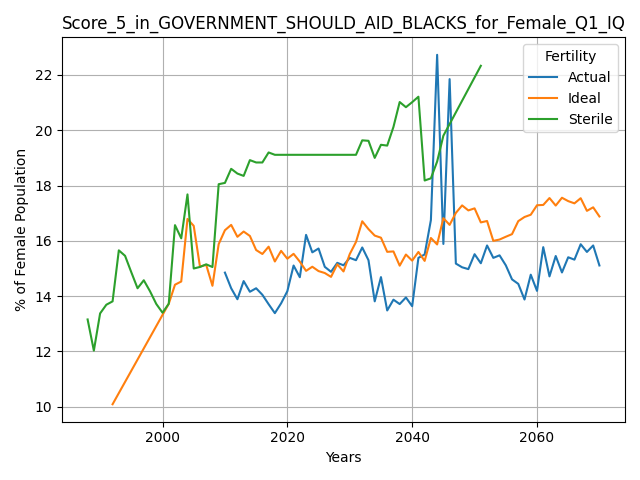 Score_5_in_GOVERNMENT_SHOULD_AID_BLACKS_for_Female_Q1_IQ
Fertility
Actual
Ideal
Sterile
% of Female Population
22
20
18
16
14
12
10
2000
2020
2040
2060
Years